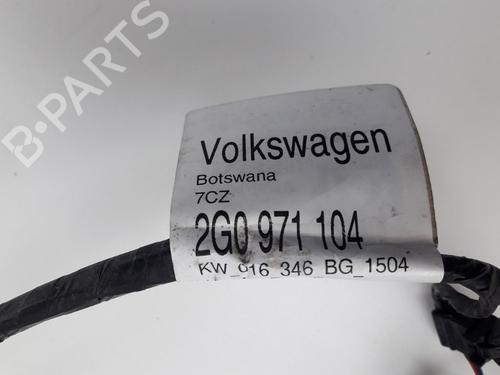 B-PARTS
Volkswagen
Botswana
7CZ
2G0 971 104
KW_016_346_BG_1504